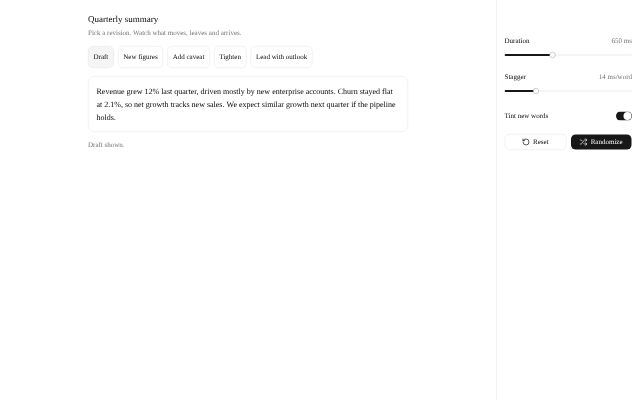 Quarterly summary
Pick a revision. Watch what moves, leaves and arrives.
Draft
New figures
Add caveat
Tighten
Lead with outlook
Revenue grew 12% last quarter, driven mostly by new enterprise accounts. Churn stayed flat
at 2.1%, so net growth tracks new sales. We expect similar growth next quarter if the pipeline
holds.
Draft shown.
Duration
650 ms
Stagger
14 ms/word
Tint new words
Reset
Randomize